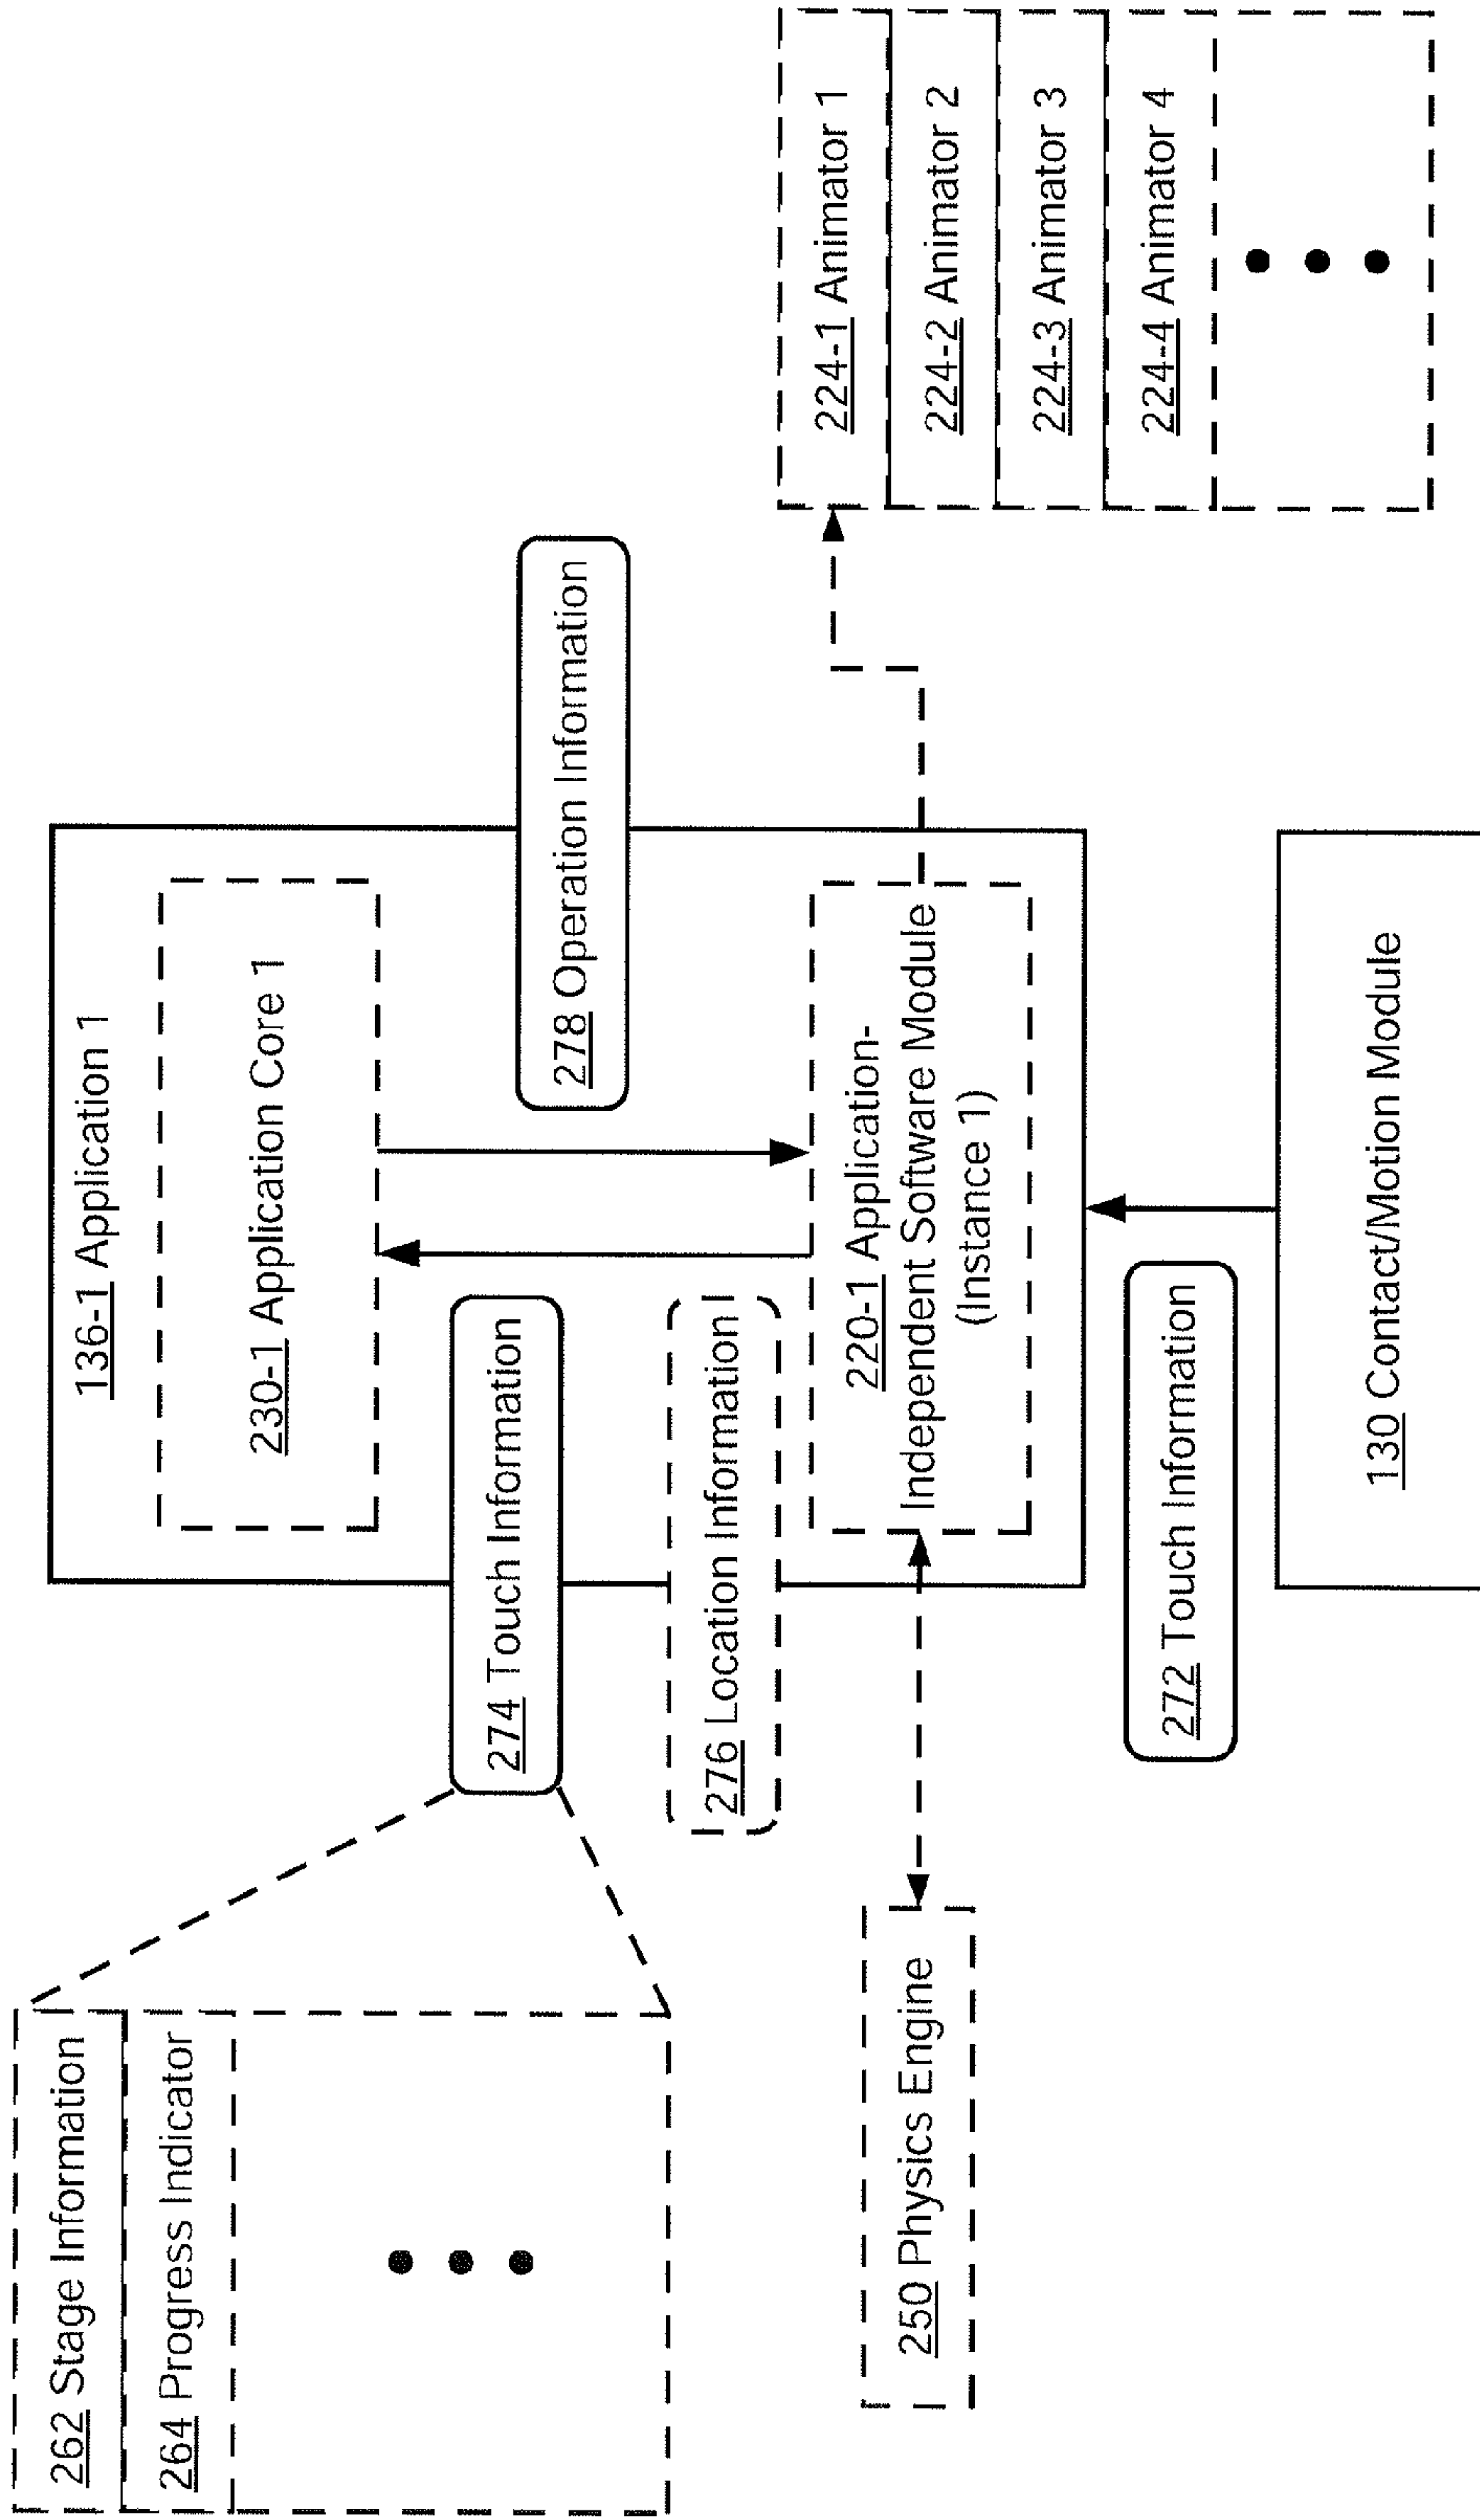 262 Stage Information
264 Progress Indicator
136-1 Application 1
230-1 Application Core 1
274 Touch Information
278 Operation Information
276 Location Information
250 Physics Engine
220-1 Application-
Independent Software Module
(Instance 1)
224-1 Animator 1
224-2 Animator 2
224-3 Animator 3
224-4 Animator 4
272 Touch Information
130 Contact/Motion Module